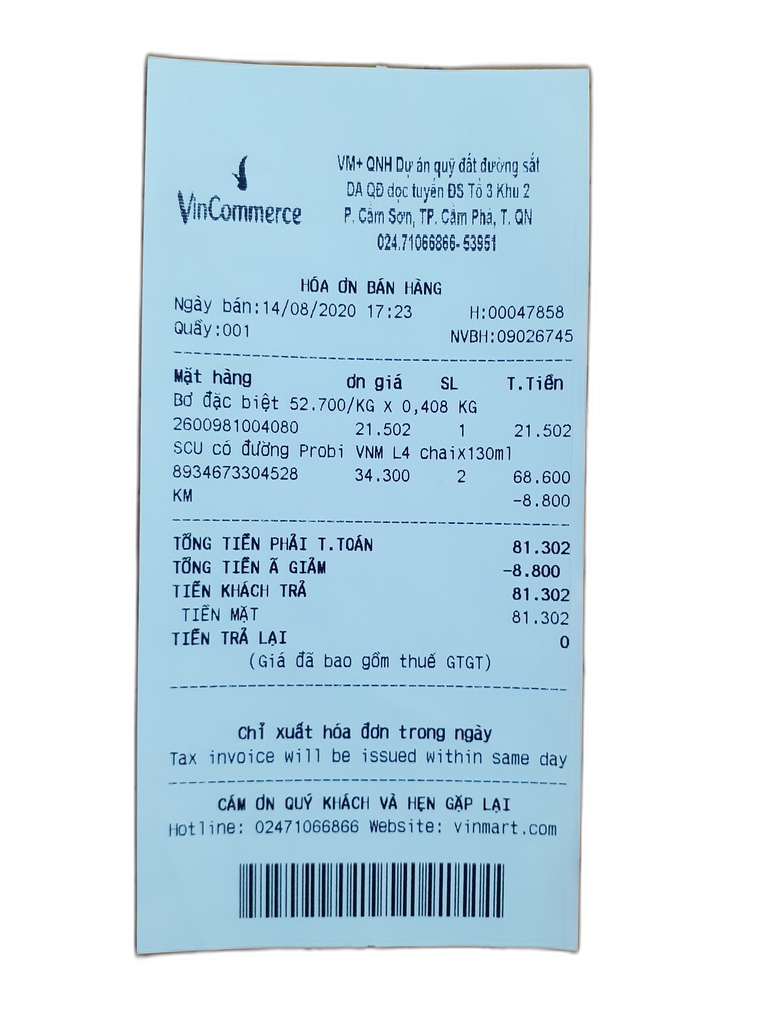 VinCommerce
VM+ QNH Dự án quỹ đất đường sắt
DA QĐ dọc tuyến ĐS Tổ 3 Khu 2
P. Cẩm Sơn, TP. Cẩm Phả, T. QN
024.71066866- 53951
HÓA ƠN BÁN HÀNG
Ngày bán:14/08/2020 17:23 H:00047858
Quầy:001 NVBH:09026745
Mặt hàng ơn giá SL T.Tiền
Bơ đặc biệt 52.700/KG X 0,408 KG
2600981004080 21.502 1 21.502
SCU có đường Probi VNM L4 chaix130ml
8934673304528 34.300 2 68.600
KM -8.800
TỔNG TIỀN PHẢI T.TOÁN 81.302
TỔNG TIỀN Ã GIẢM -8.800
TIỀN KHÁCH TRẢ 81.302
TIỀN MẶT 81.302
TIỀN TRẢ LẠI 0
(Giá đã bao gồm thuế GTGT)
Chỉ xuất hóa đơn trong ngày
Tax invoice will be issued within same day
CẢM ƠN QUÝ KHÁCH VÀ HẸN GẶP LẠI
Hotline: 02471066866 Website: vinmart.com